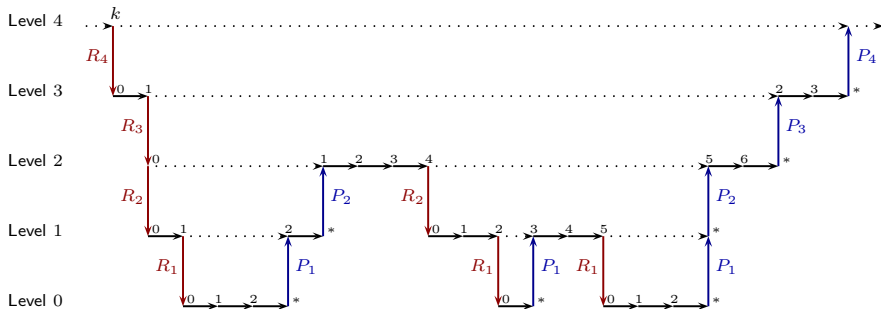 Level 4 k
R4 P4
Level 3 0 1 2 3 *
R3 P3
Level 2 0 1 2 3 4 5 6 *
R2 P2 R2 P2
Level 1 0 1 2 * 0 1 2 3 4 5 *
R1 P1 R1 P1 R1 P1
Level 0 0 1 2 * 0 * 0 1 2 *